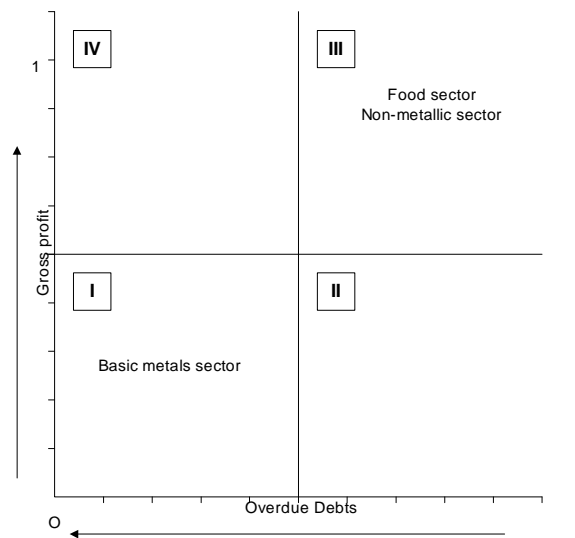 IV
III
1
Food sector
Non-metallic sector
Gross profit
I
II
Basic metals sector
Overdue Debts
O